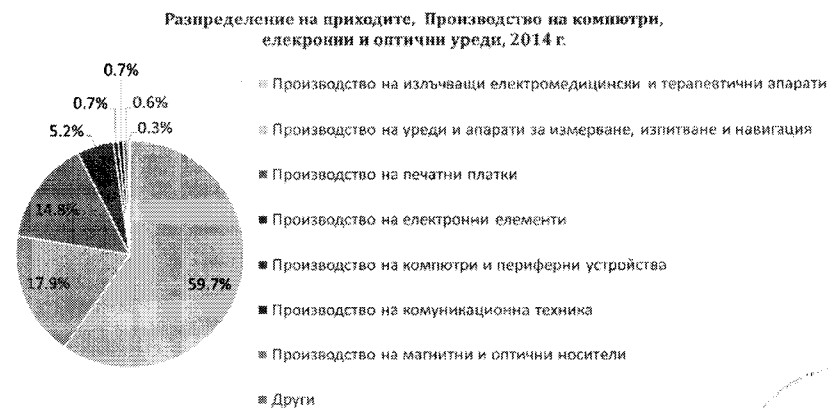 Разпределение на приходите, Производство на компютри,
елекронни и оптични уреди, 2014 г.
0.7%
0.7%
0.6%
5.2%
0.3%
14.8%
17.9%
59.7%
Производство на излъчващи електромедицински и терапевтични апарати
Производство на уреди и апарати за измерване, изпитване и навигация
Производство на печатни платки
Производство на електронни елементи
Производство на компютри и периферни устройства
Производство на комуникационна техника
Производство на магнитни и оптични носители
Други